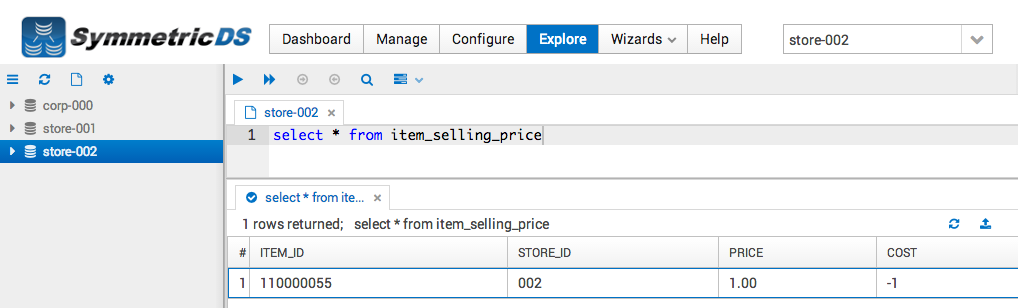 SymmetricDS Dashboard Manage Configure Explore Wizards Help store-002
corp-000
store-001
store-002
store-002
1 select * from item_selling_price
select * from ite...
1 rows returned; select * from item_selling_price
# ITEM_ID STORE_ID PRICE COST
1 110000055 002 1.00 -1